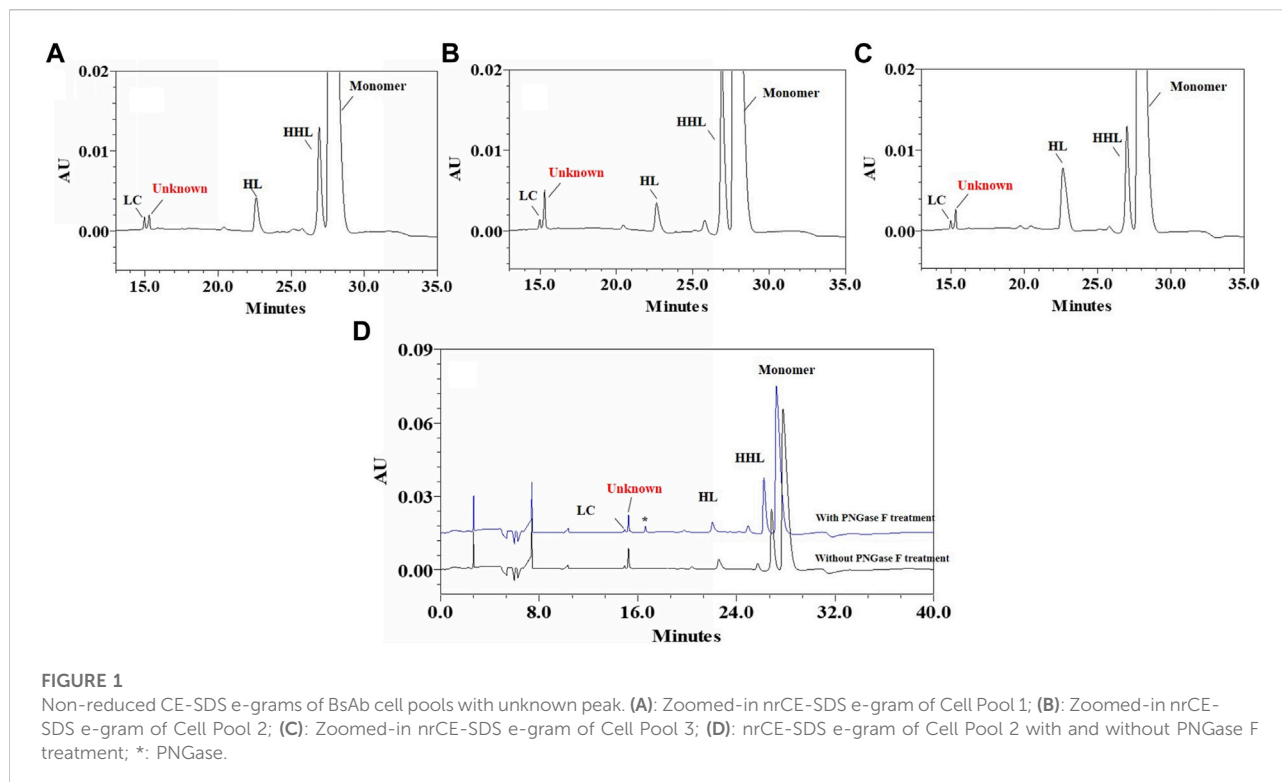 A
0.02
0.01
0.00
AU
LC
Unknown
HL
HHL
Monomer
15.0 20.0 25.0 30.0 35.0
Minutes
B
0.02
0.01
0.00
AU
LC
Unknown
HL
HHL
Monomer
15.0 20.0 25.0 30.0 35.0
Minutes
C
0.02
0.01
0.00
AU
LC
Unknown
HL
HHL
Monomer
15.0 20.0 25.0 30.0 35.0
Minutes
D
0.09
0.06
0.03
0.00
AU
Monomer
HHL
HL
Unknown
LC
*
With PNGase F treatment
Without PNGase F treatment
0.0 8.0 16.0 24.0 32.0 40.0
Minutes
FIGURE 1
Non-reduced CE-SDS e-grams of BsAb cell pools with unknown peak. (A): Zoomed-in nrCE-SDS e-gram of Cell Pool 1; (B): Zoomed-in nrCE-
SDS e-gram of Cell Pool 2; (C): Zoomed-in nrCE-SDS e-gram of Cell Pool 3; (D): nrCE-SDS e-gram of Cell Pool 2 with and without PNGase F
treatment; *: PNGase.